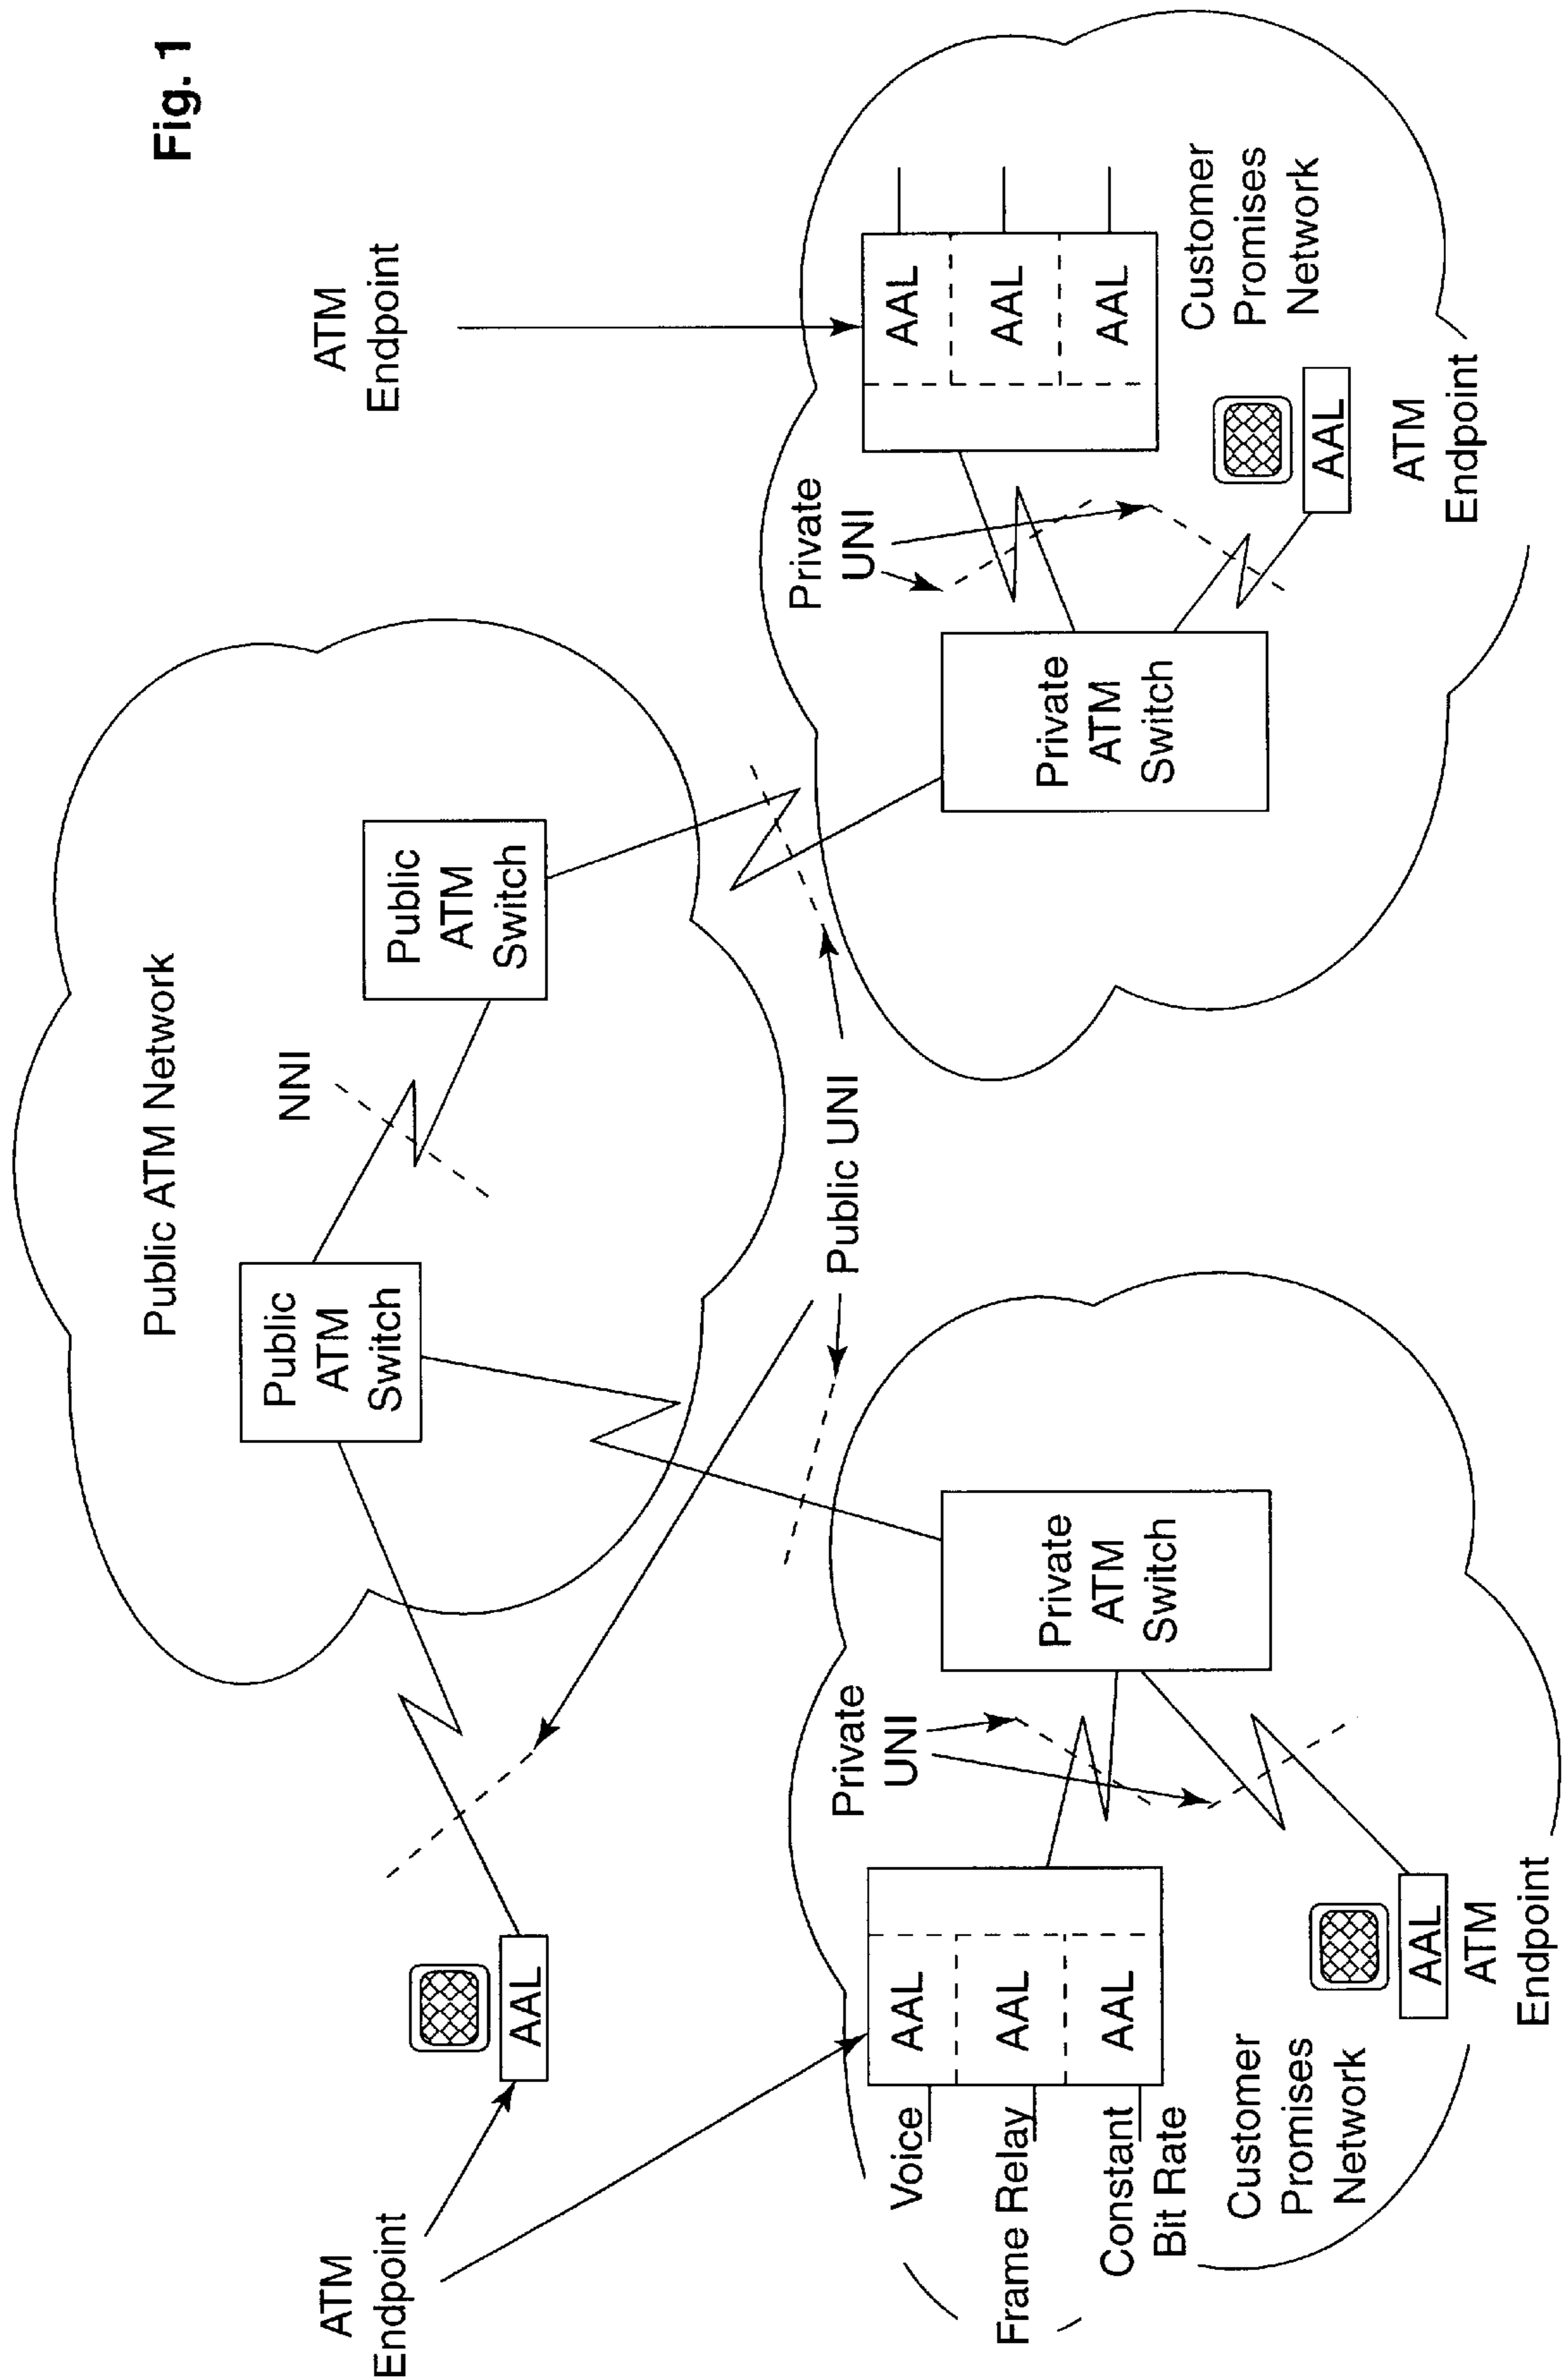 Fig. 1
Public ATM Network
NNI
Public
ATM
Switch
Public
ATM
Switch
ATM
Endpoint
AAL
ATM
Endpoint
Public UNI
Private
UNI
Private
ATM
Switch
AAL
AAL
AAL
Voice
Frame Relay
Constant
Bit Rate
Customer
Promises
Network
AAL
ATM
Endpoint
Private
UNI
Private
ATM
Switch
AAL
AAL
AAL
Customer
Promises
Network
AAL
ATM
Endpoint